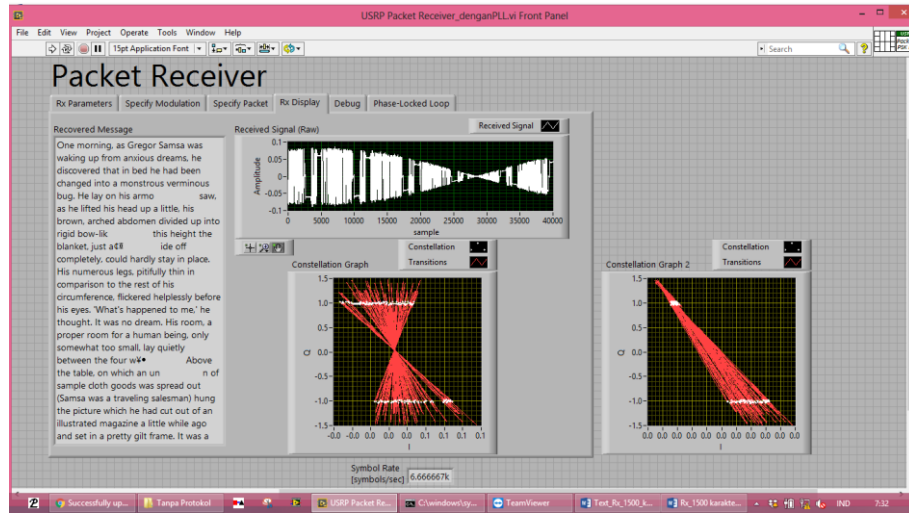 USRP Packet Receiver_denganPLL.vi Front Panel
File Edit View Project Operate Tools Window Help
15pt Application Font
Search
Packet Receiver
Rx Parameters Specify Modulation Specify Packet Rx Display Debug Phase-Locked Loop
Recovered Message
One morning, as Gregor Samsa was
waking up from anxious dreams, he
discovered that in bed he had been
changed into a monstrous verminous
bug. He lay on his armo saw,
as he lifted his head up a little, his
brown, arched abdomen divided up into
rigid bow-lik this height the
blanket, just a¢ll ide off
completely, could hardly stay in place.
His numerous legs, pitifully thin in
comparison to the rest of his
circumference, flickered helplessly before
his eyes. 'What's happened to me,' he
thought. It was no dream. His room, a
proper room for a human being, only
somewhat too small, lay quietly
between the four w¥• Above
the table, on which an un n of
sample cloth goods was spread out
(Samsa was a traveling salesman) hung
the picture which he had cut out of an
illustrated magazine a little while ago
and set in a pretty gilt frame. It was a
Received Signal (Raw)
Received Signal
Amplitude
0.1
0.05
0
-0.05
-0.1
0 5000 10000 15000 20000 25000 30000 35000 40000
sample
Constellation
Transitions
Constellation Graph
1.5
1.0
0.5
Q 0.0
-0.5
-1.0
-1.5
-0.0 -0.0 0.0 0.0 0.0 0.1 0.1 0.1
I
Constellation
Transitions
Constellation Graph 2
1.5
1.0
0.5
Q 0.0
-0.5
-1.0
-1.5
0.0 0.0 0.0 0.0 0.0 0.0 0.0 0.0 0.0
I
Symbol Rate
[symbols/sec] 6.666667k
Successfully up... Tanpa Protokol USRP Packet Re... C:\windows\sy... TeamViewer Text_Rx_1500_k... Rx_1500 karakte... IND 7:32